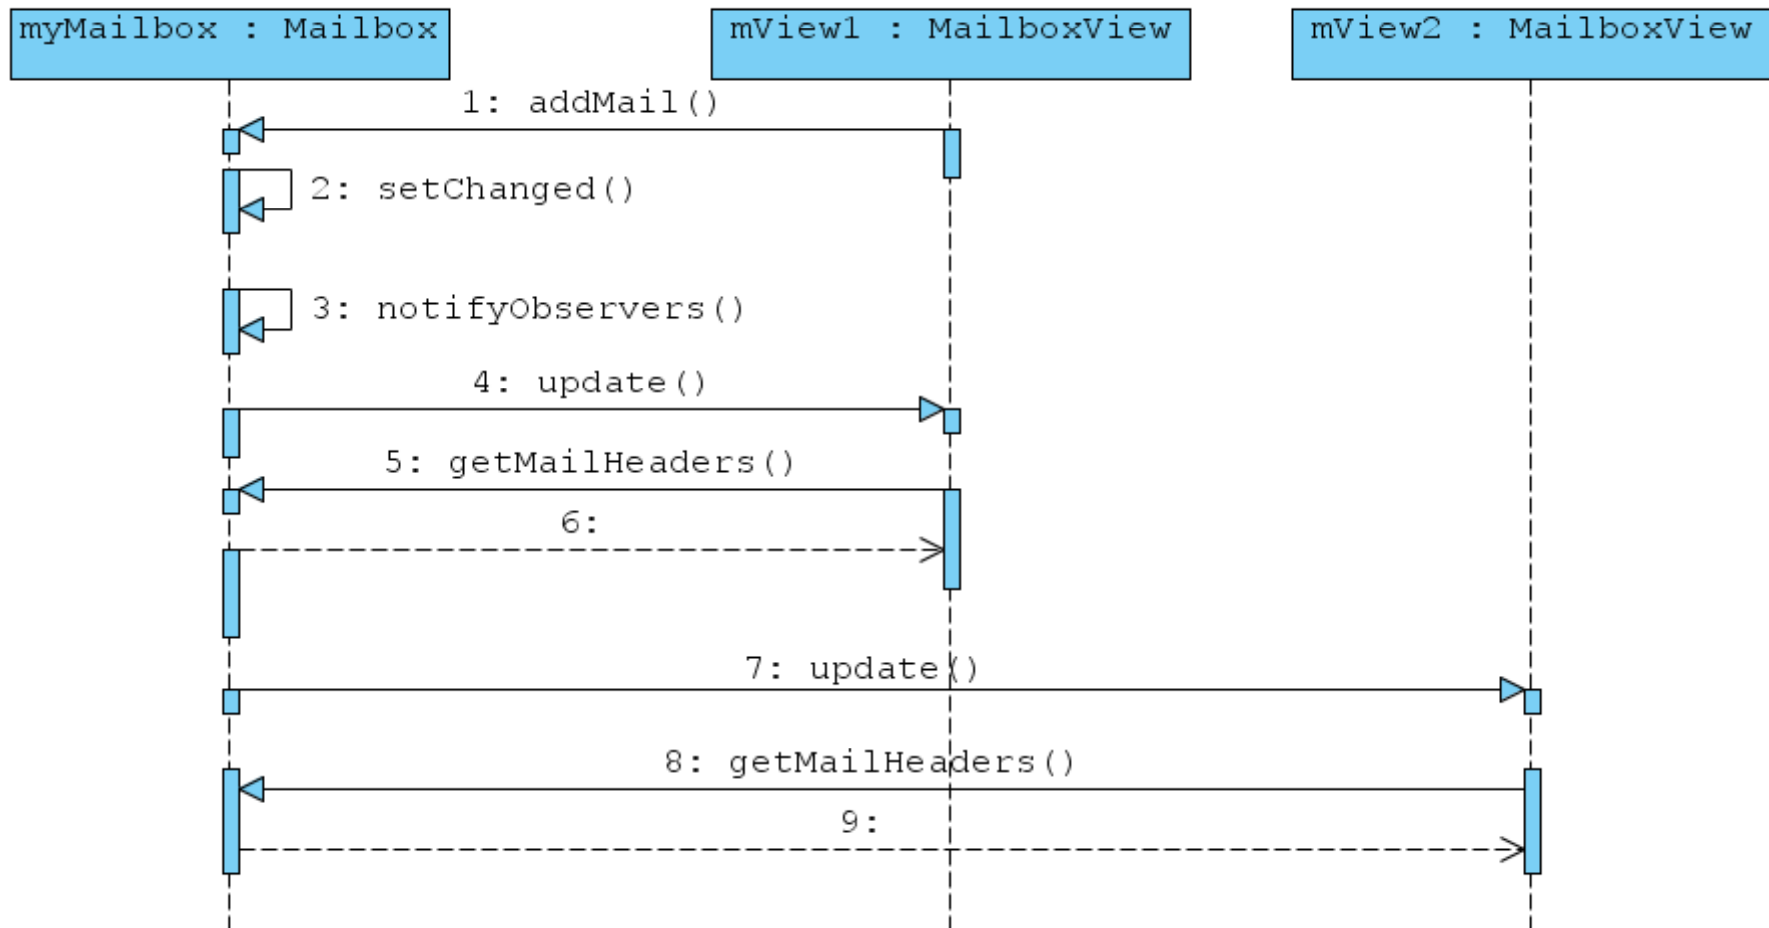 myMailbox : Mailbox
mView1 : MailboxView
mView2 : MailboxView
1: addMail()
2: setChanged()
3: notifyObservers()
4: update()
5: getMailHeaders()
6:
7: update()
8: getMailHeaders()
9: